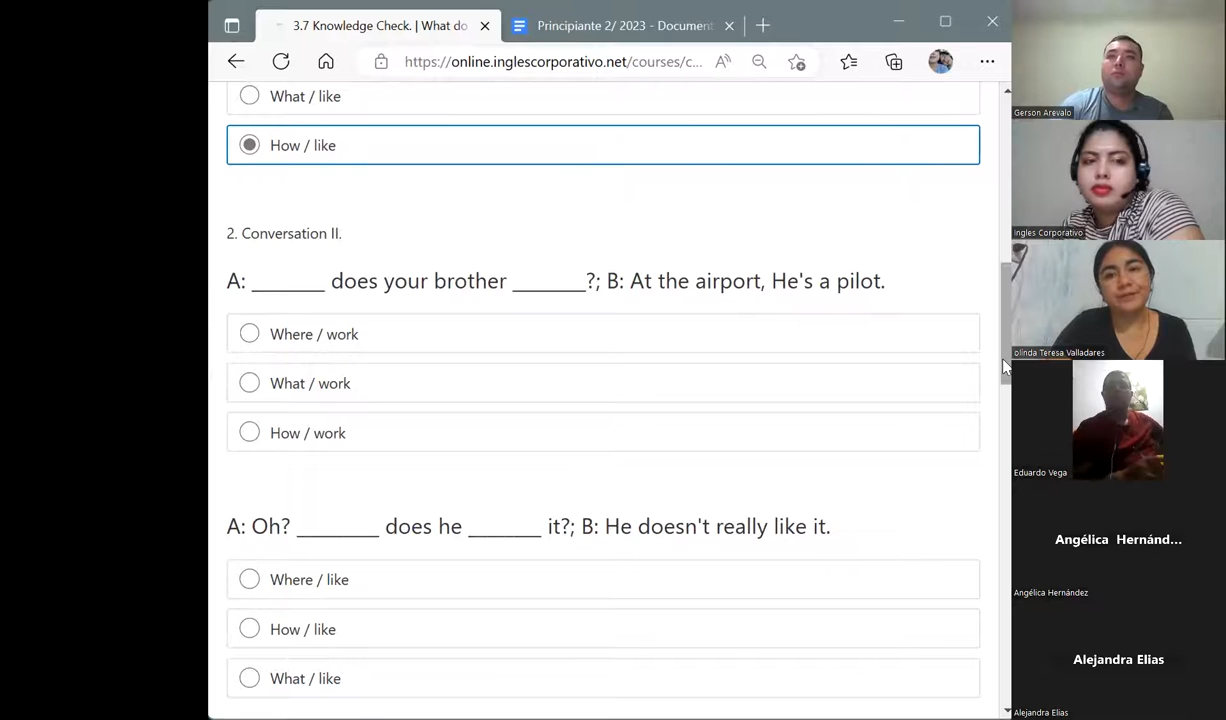 3.7 Knowledge Check. | What do
Principiante 2/ 2023 - Document
https://online.inglescorporativo.net/courses/c...
What / like
How / like
2. Conversation II.
A: _______ does your brother _______?; B: At the airport, He's a pilot.
Where / work
What / work
How / work
A: Oh? ________ does he _______ it?; B: He doesn't really like it.
Where / like
How / like
What / like
Gerson Arevalo
Ingles Corporativo
olinda Teresa Valladares
Eduardo Vega
Angélica Hernánd...
Angélica Hernández
Alejandra Elias
Alejandra Elias